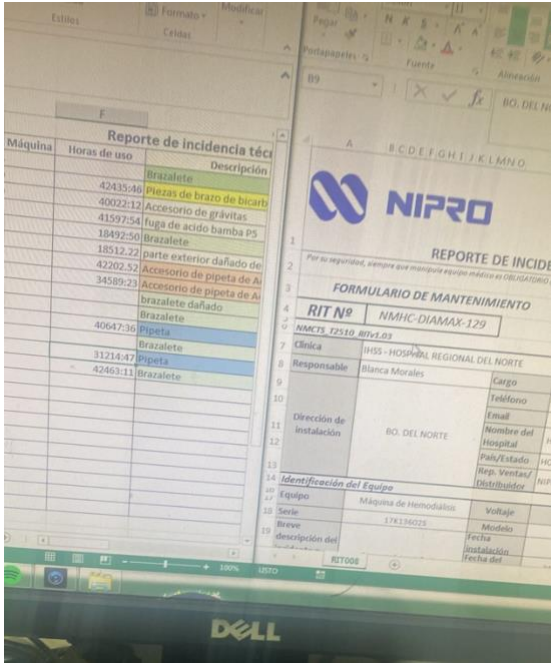 Estilos
Formato
Celdas
Modificar
F
Reporte de incidencia téc
Máquina Horas de uso Descripción
Brazalete
42435:46 Piezas de brazo de bicarb
40022:12 Accesorio de grávitas
41597:54 fuga de acido bamba P5
18492:50 Brazalete
18512.22 parte exterior dañado de
42202.52 Accesorio de pipeta de A
34589:23 Accesorio de pipeta de A
brazalete dañado
Brazalete
40647:36 Pipeta
Brazalete
31214:47 Pipeta
42463:11 Brazalete
100%
Pegar
N K S
Portapapeles
Fuente
Alineación
B9
fx
BO. DEL N
A B C D E F G H I J K L M N O
NIPRO
REPORTE DE INCIDE
Por su seguridad, siempre que manipule equipo médico es OBLIGATORIO
FORMULARIO DE MANTENIMIENTO
RIT Nº NMHC-DIAMAX-129
NMCTS_T2510_RITv1.03
Clínica IHSS - HOSPITAL REGIONAL DEL NORTE
Responsable Blanca Morales Cargo
Teléfono
Email
Dirección de instalación BO. DEL NORTE
Nombre del Hospital
País/Estado HO
Rep. Ventas/ Distribuidor NIP
Identificación del Equipo
Equipo Máquina de Hemodiálisis Voltaje
Serie Modelo
Breve descripción del
Fecha instalación
Fecha del
RIT008
LISTO
DELL